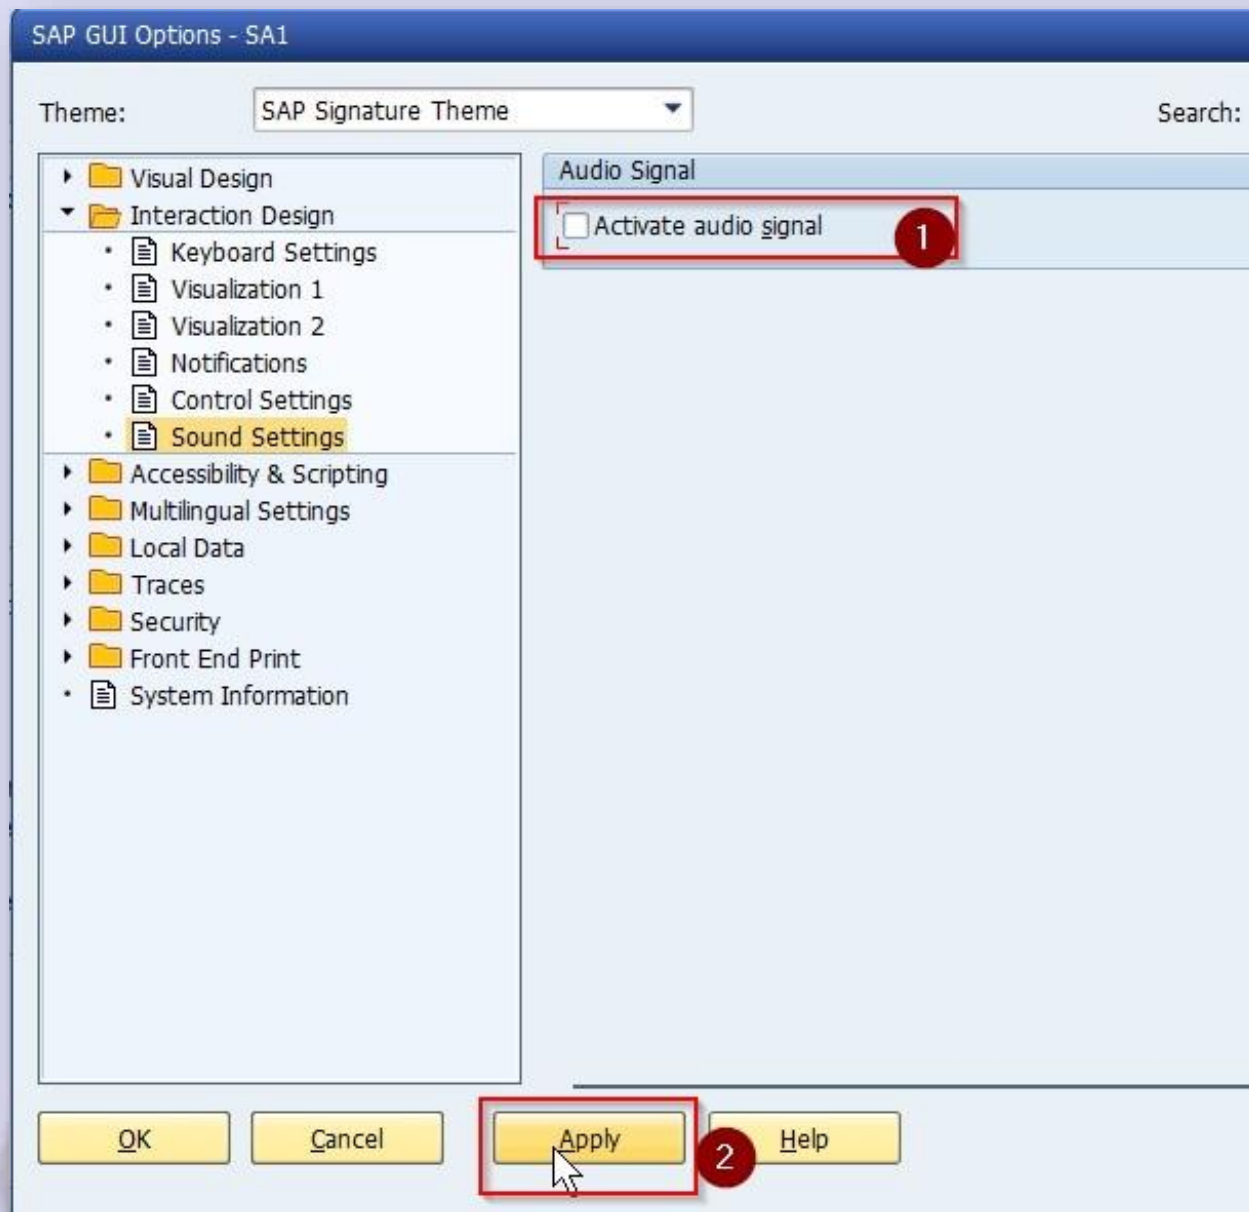 SAP GUI Options - SA1
Theme: SAP Signature Theme Search:
Visual Design
Interaction Design
Keyboard Settings
Visualization 1
Visualization 2
Notifications
Control Settings
Sound Settings
Accessibility & Scripting
Multilingual Settings
Local Data
Traces
Security
Front End Print
System Information
Audio Signal
Activate audio signal 1
OK Cancel Apply 2 Help